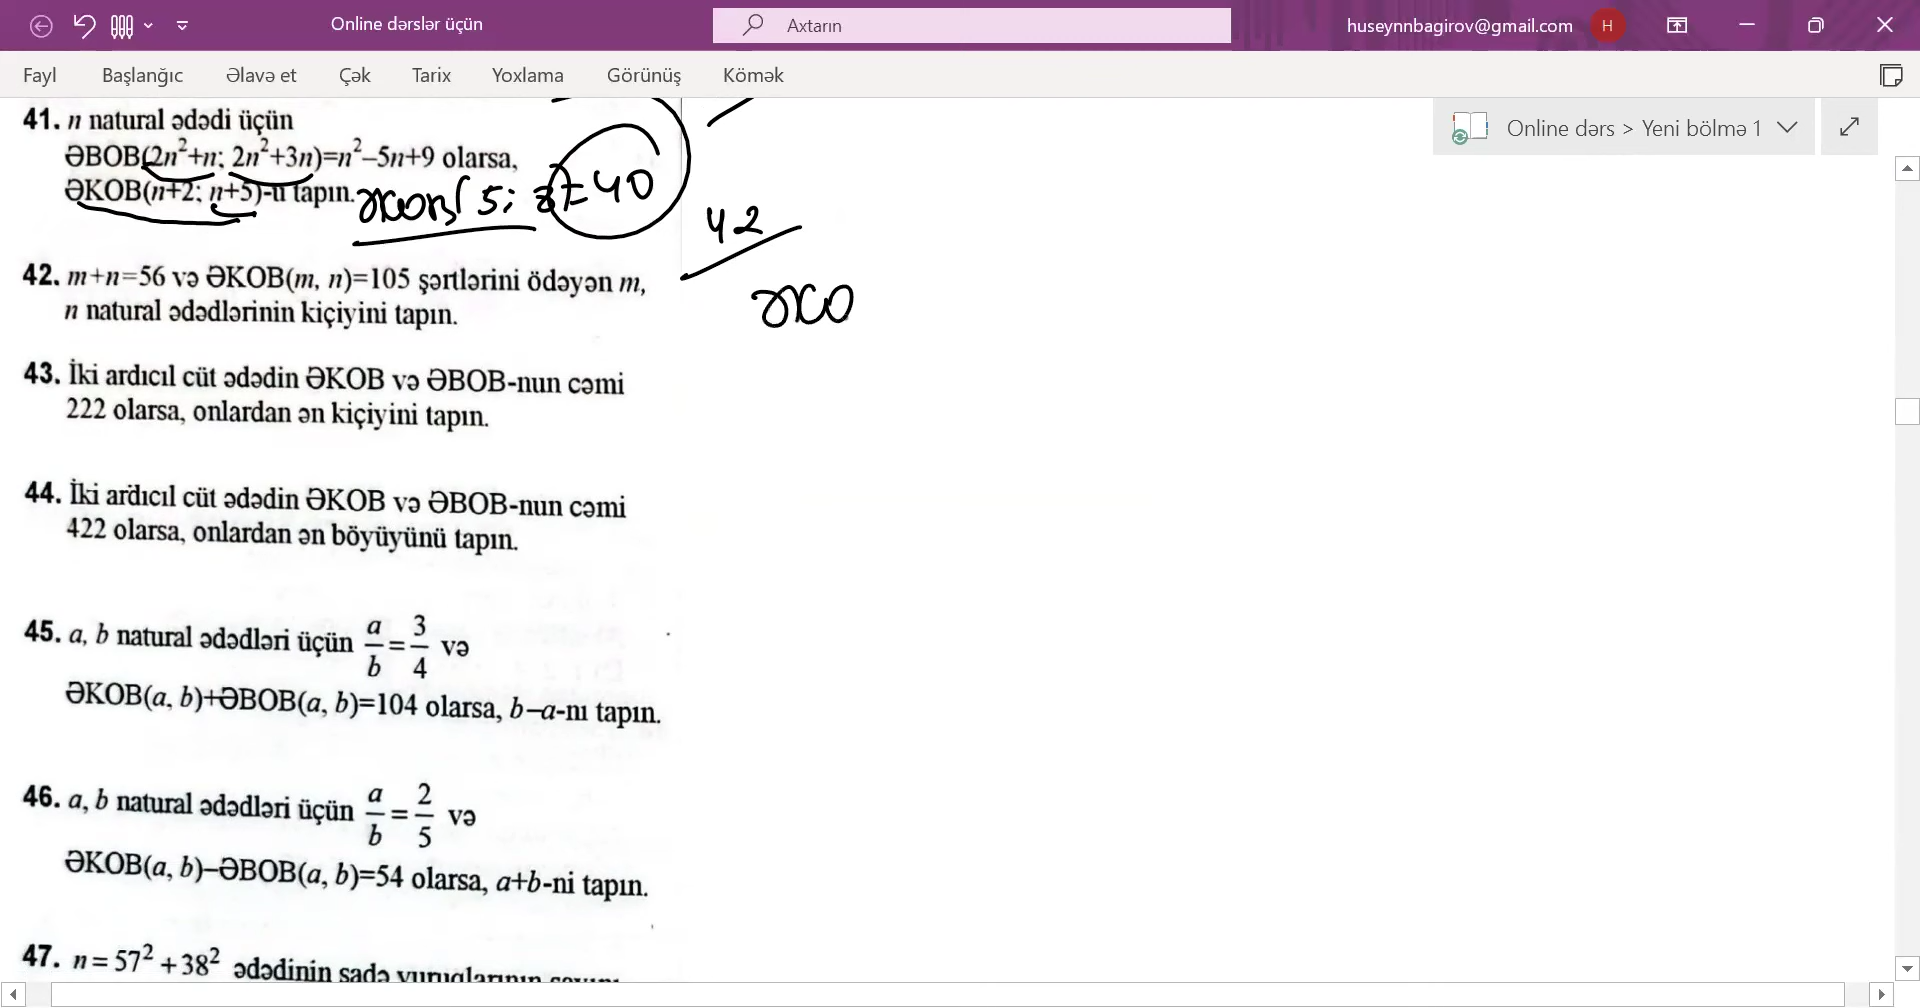 Online dərslər üçün
Axtarın
huseynnbagirov@gmail.com
H
Fayl Başlanğıc Əlavə et Çək Tarix Yoxlama Görünüş Kömək
Online dərs > Yeni bölmə 1
41. n natural ədədi üçün
ƏBOB(2n²+n; 2n²+3n)=n²–5n+9 olarsa,
ƏKOB(n+2; n+5)-u tapın.
ƏKOB(5; 8)=40
42
ƏKO
42. m+n=56 və ƏKOB(m, n)=105 şərtlərini ödəyən m,
n natural ədədlərinin kiçiyini tapın.
43. İki ardıcıl cüt ədədin ƏKOB və ƏBOB-nun cəmi
222 olarsa, onlardan ən kiçiyini tapın.
44. İki ardıcıl cüt ədədin ƏKOB və ƏBOB-nun cəmi
422 olarsa, onlardan ən böyüyünü tapın.
45. a, b natural ədədləri üçün a/b=3/4 və
ƏKOB(a, b)+ƏBOB(a, b)=104 olarsa, b–a-nı tapın.
46. a, b natural ədədləri üçün a/b=2/5 və
ƏKOB(a, b)–ƏBOB(a, b)=54 olarsa, a+b-ni tapın.
47. n=57²+38² ədədinin sadə vuruqlarının